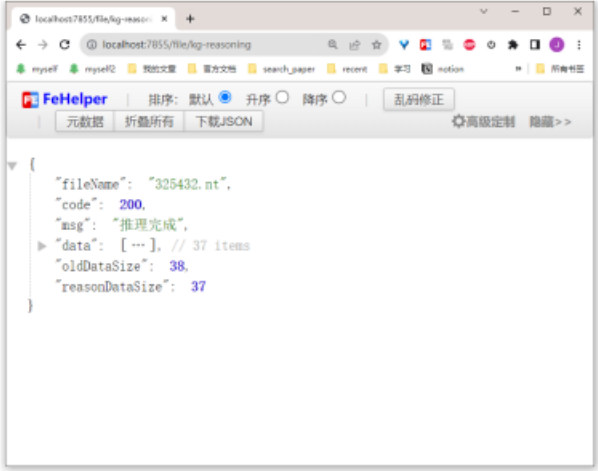 localhost:7855/file/kg-reasoni
localhost:7855/file/kg-reasoning
myself
myself2
我的文章
官方文档
search_paper
recent
学习
notion
»
所有书签
FeHelper | 排序: 默认 升序 降序 | 乱码修正
| 元数据 折叠所有 下载JSON 高级定制 隐藏>>
{
"fileName": "325432.nt",
"code": 200,
"msg": "推理完成",
"data": [ ... ], // 37 items
"oldDataSize": 38,
"reasonDataSize": 37
}